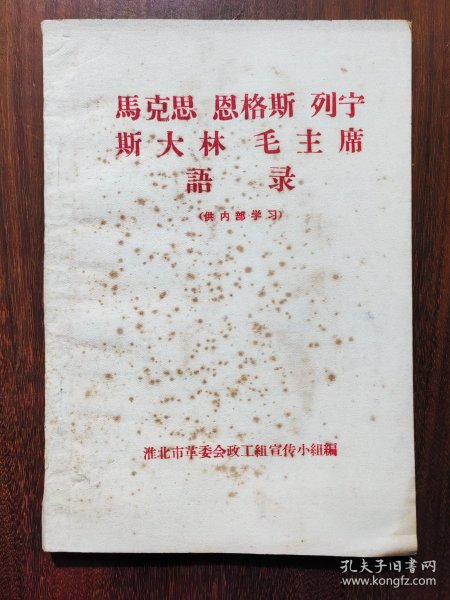 馬克思 恩格斯 列宁
斯大林 毛主席
語录
(供内部学习)
淮北市革委会政工組宣传小組編
孔夫子旧书网
www.kongfz.com